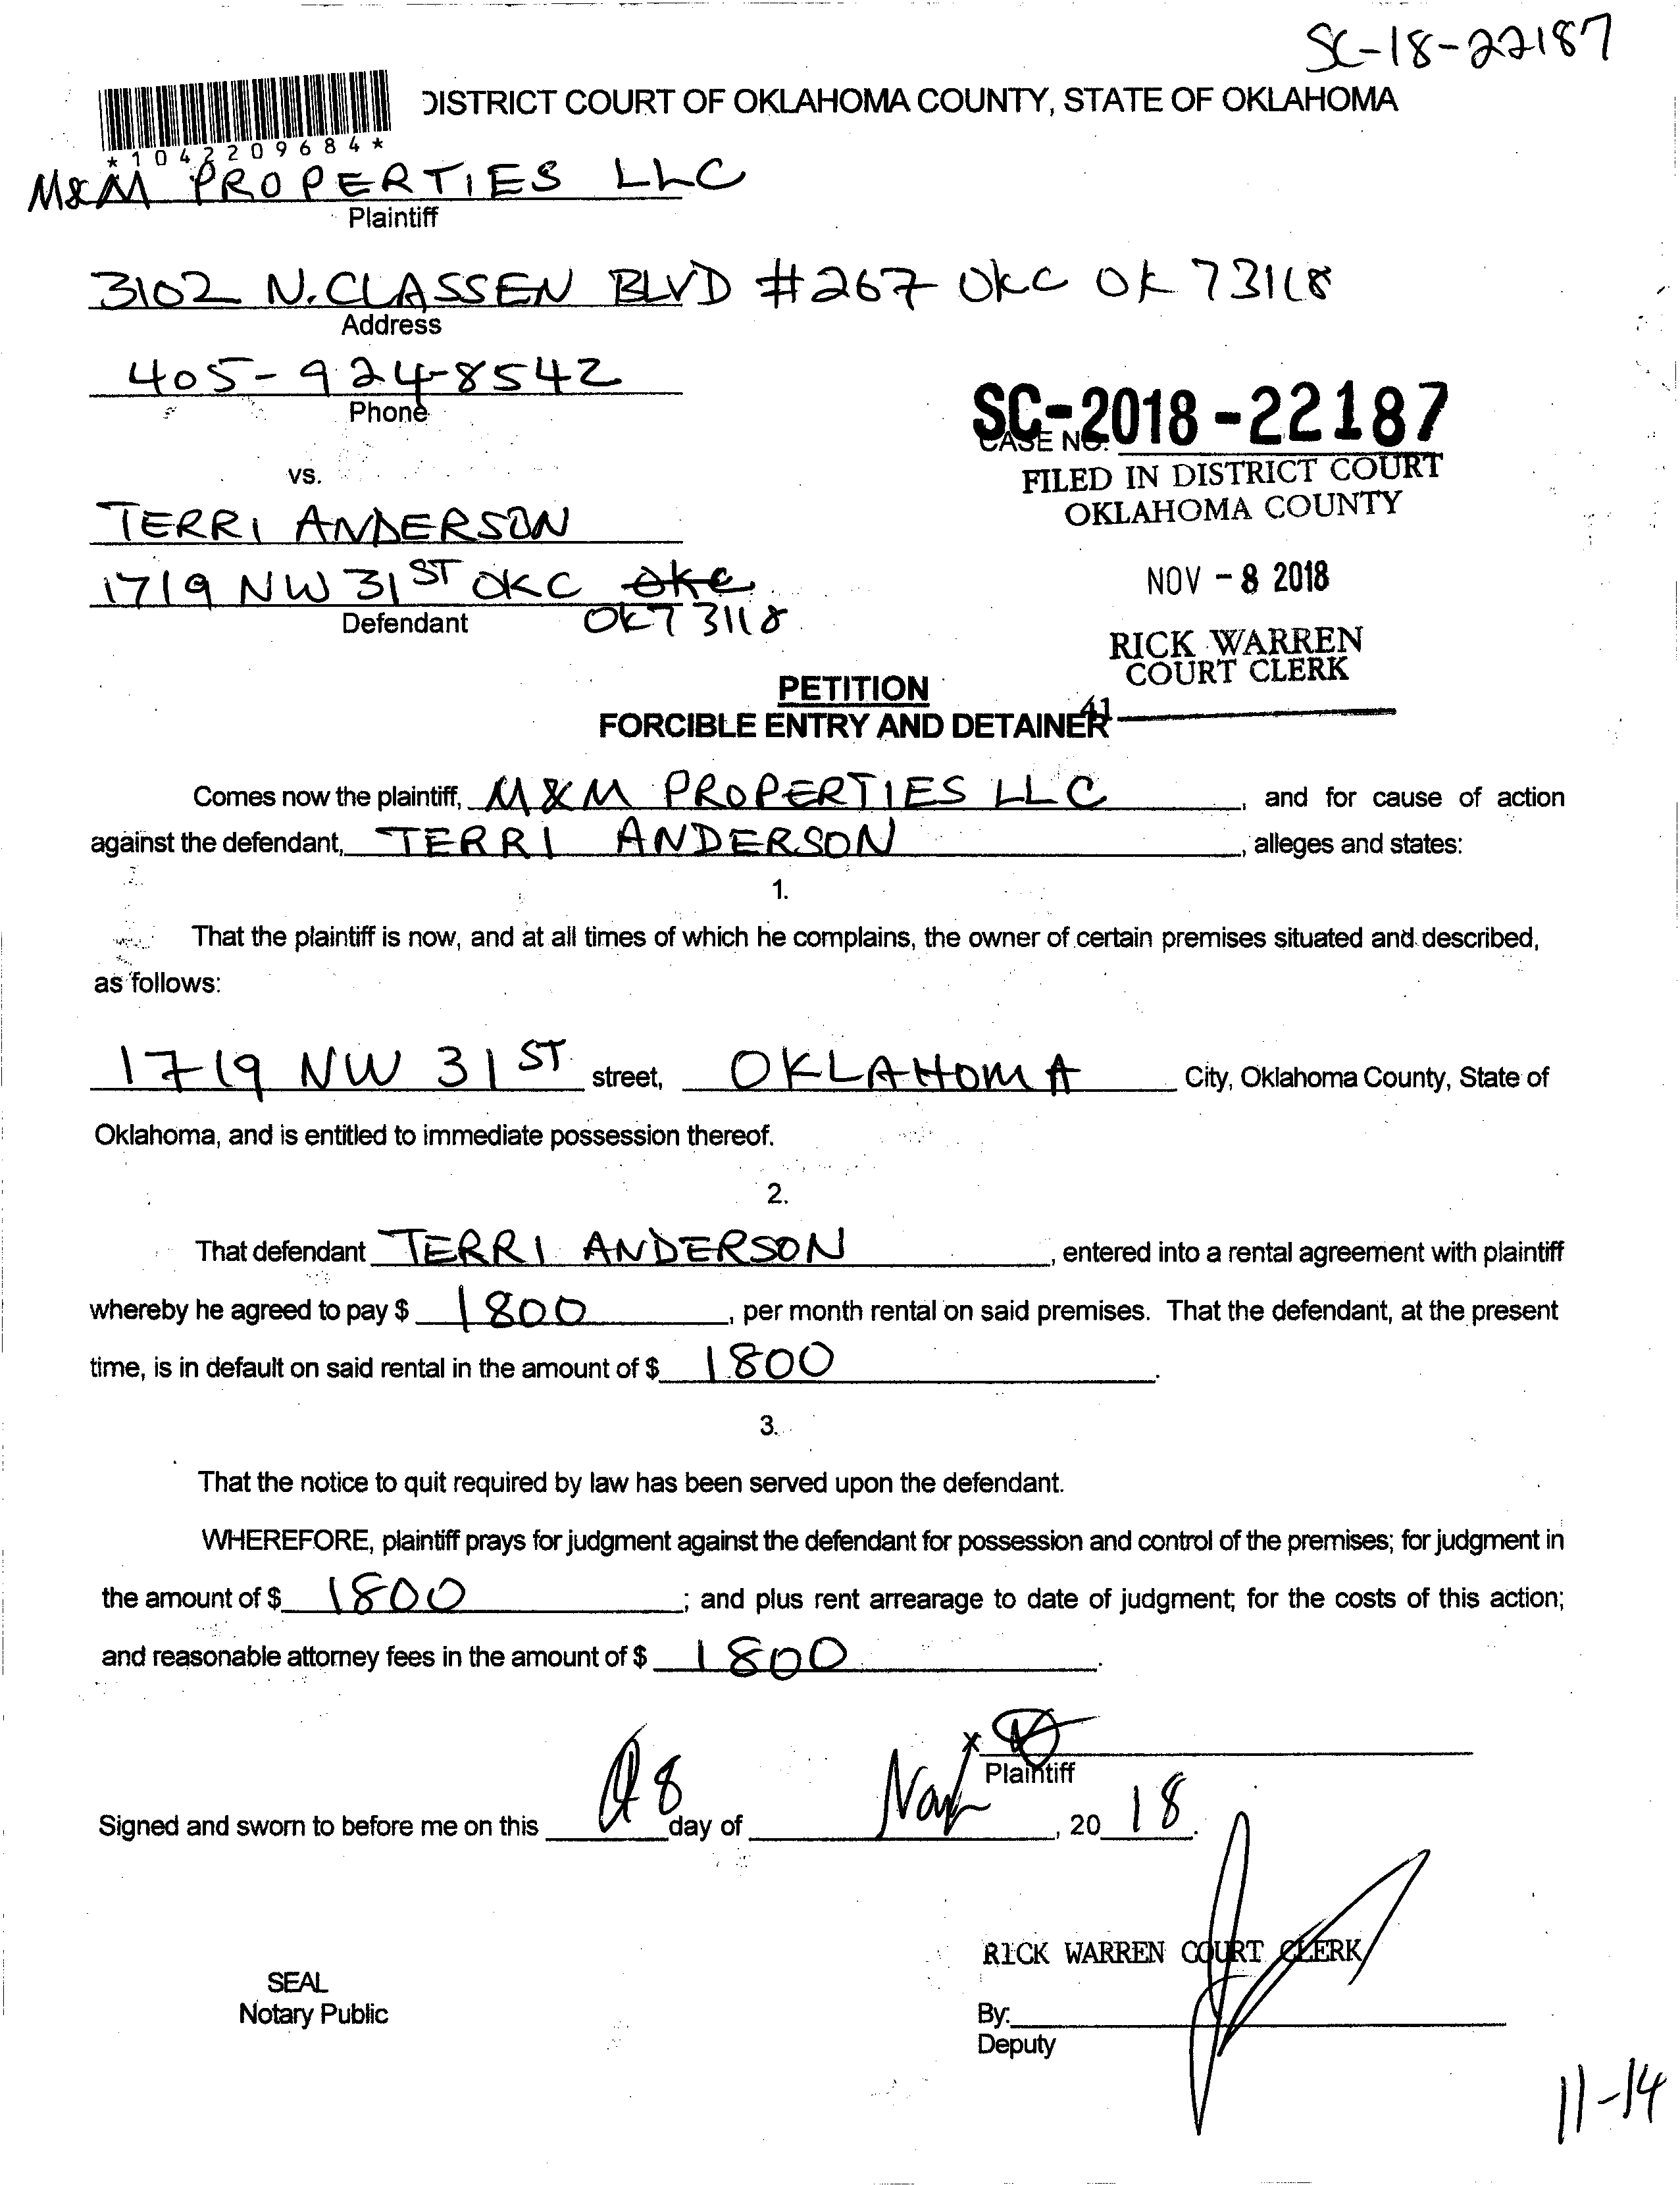 SC-18-22187
DISTRICT COURT OF OKLAHOMA COUNTY, STATE OF OKLAHOMA
*1042209684*
M&M PROPERTIES LLC
Plaintiff
3102 N. CLASSEN BLVD #267 OKC OK 73118
Address
405-924-8542
Phone
SC-2018-22187
CASE NO.
FILED IN DISTRICT COURT
OKLAHOMA COUNTY
vs.
TERRI ANDERSON
1719 NW 31ST OKC OKC
OK 73118
Defendant
NOV - 8 2018
RICK WARREN
COURT CLERK
41
PETITION
FORCIBLE ENTRY AND DETAINER
Comes now the plaintiff, M&M PROPERTIES LLC, and for cause of action
against the defendant, TERRI ANDERSON, alleges and states:
1.
That the plaintiff is now, and at all times of which he complains, the owner of certain premises situated and described,
as follows:
1719 NW 31ST street, OKLAHOMA City, Oklahoma County, State of
Oklahoma, and is entitled to immediate possession thereof.
2.
That defendant TERRI ANDERSON, entered into a rental agreement with plaintiff
whereby he agreed to pay $ 1800, per month rental on said premises. That the defendant, at the present
time, is in default on said rental in the amount of $ 1800.
3.
That the notice to quit required by law has been served upon the defendant.
WHEREFORE, plaintiff prays for judgment against the defendant for possession and control of the premises; for judgment in
the amount of $ 1800; and plus rent arrearage to date of judgment; for the costs of this action;
and reasonable attorney fees in the amount of $ 1800.
x
Plaintiff
Signed and sworn to before me on this 8 day of Nov, 20 18.
RICK WARREN COURT CLERK
SEAL
Notary Public
By:
Deputy
11-14